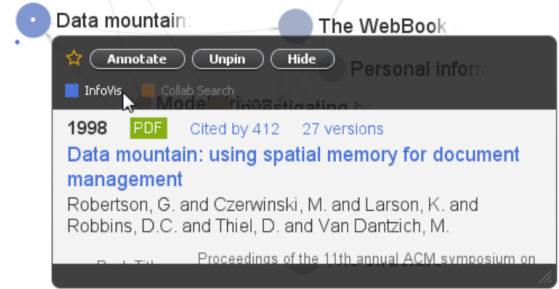 Data mountain
The WebBook
Annotate Unpin Hide
Personal inform
InfoVis Collab Search
1998 PDF Cited by 412 27 versions
Data mountain: using spatial memory for document
management
Robertson, G. and Czerwinski, M. and Larson, K. and
Robbins, D.C. and Thiel, D. and Van Dantzich, M.
Proceedings of the 11th annual ACM symposium on